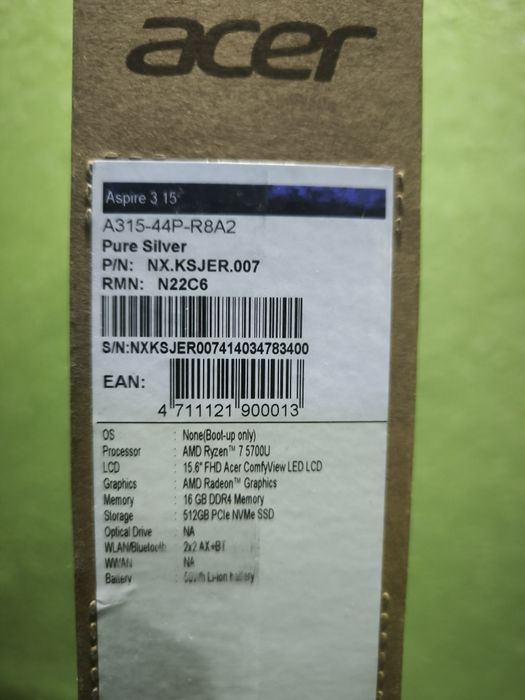 acer
Aspire 3 15
A315-44P-R8A2
Pure Silver
P/N: NX.KSJER.007
RMN: N22C6
S/N:NXKSJER007414034783400
EAN:
4 711121 900013
OS : None(Boot-up only)
Processor : AMD Ryzen™ 7 5700U
LCD : 15.6" FHD Acer ComfyView LED LCD
Graphics : AMD Radeon™ Graphics
Memory : 16 GB DDR4 Memory
Storage : 512GB PCIe NVMe SSD
Optical Drive : NA
WLAN/Bluetooth : 2x2 AX+BT
WWAN : NA
Battery : Li-ion battery